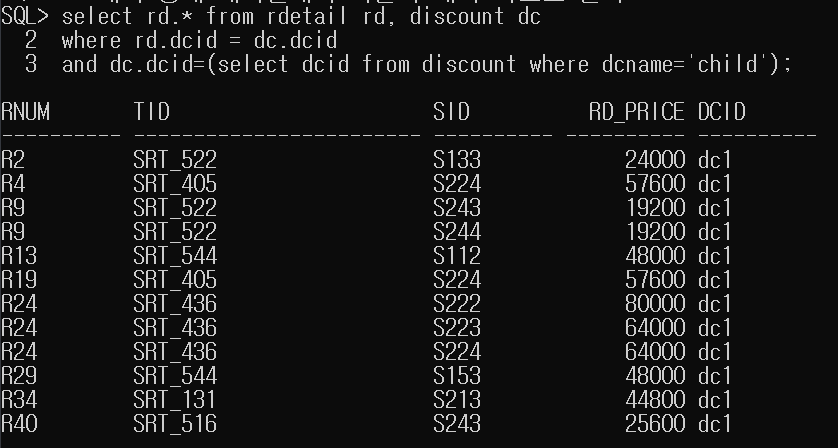 SQL> select rd.* from rdetail rd, discount dc
2 where rd.dcid = dc.dcid
3 and dc.dcid=(select dcid from discount where dcname='child');
RNUM TID SID RD_PRICE DCID
---------- ------------------------ ---------- ---------- ----------
R2 SRT_522 S133 24000 dc1
R4 SRT_405 S224 57600 dc1
R9 SRT_522 S243 19200 dc1
R9 SRT_522 S244 19200 dc1
R13 SRT_544 S112 48000 dc1
R19 SRT_405 S224 57600 dc1
R24 SRT_436 S222 80000 dc1
R24 SRT_436 S223 64000 dc1
R24 SRT_436 S224 64000 dc1
R29 SRT_544 S153 48000 dc1
R34 SRT_131 S213 44800 dc1
R40 SRT_516 S243 25600 dc1